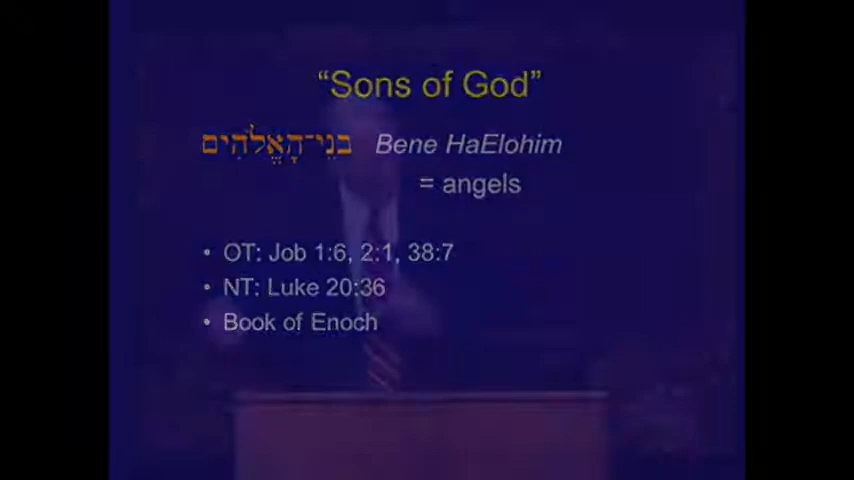 “Sons of God”
בְנֵי־הָאֱלֹהִים Bene HaElohim
= angels
• OT: Job 1:6, 2:1, 38:7
• NT: Luke 20:36
• Book of Enoch